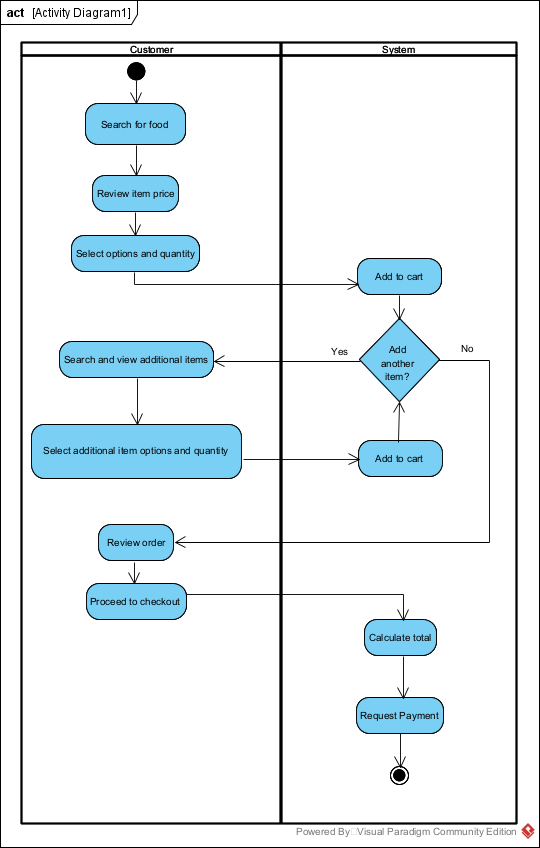 act [Activity Diagram1]
Customer
System
Search for food
Review item price
Select options and quantity
Add to cart
Add
another
item?
Yes
No
Search and view additional items
Select additional item options and quantity
Add to cart
Review order
Proceed to checkout
Calculate total
Request Payment
Powered By Visual Paradigm Community Edition